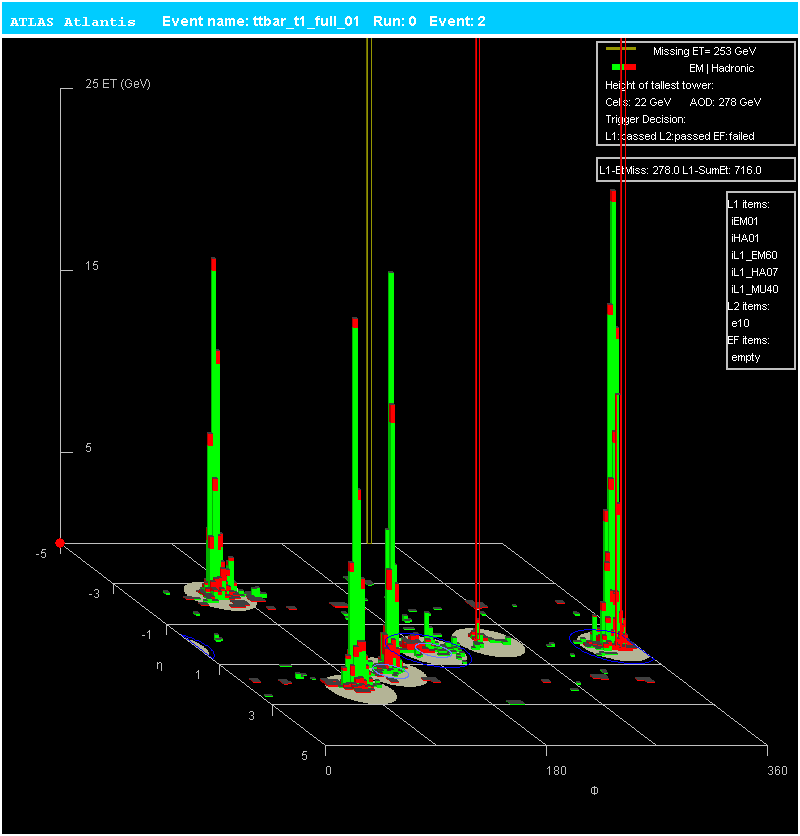 ATLAS Atlantis Event name: ttbar_t1_full_01 Run: 0 Event: 2
Missing ET= 253 GeV
EM | Hadronic
Height of tallest tower:
Cells: 22 GeV AOD: 278 GeV
Trigger Decision:
L1:passed L2:passed EF:failed
L1-EtMiss: 278.0 L1-SumEt: 716.0
L1 items:
iEM01
iHA01
iL1_EM60
iL1_HA07
iL1_MU40
L2 items:
e10
EF items:
empty
25 ET (GeV)
15
5
-5
-3
-1
η
1
3
5
0
180
360
Φ